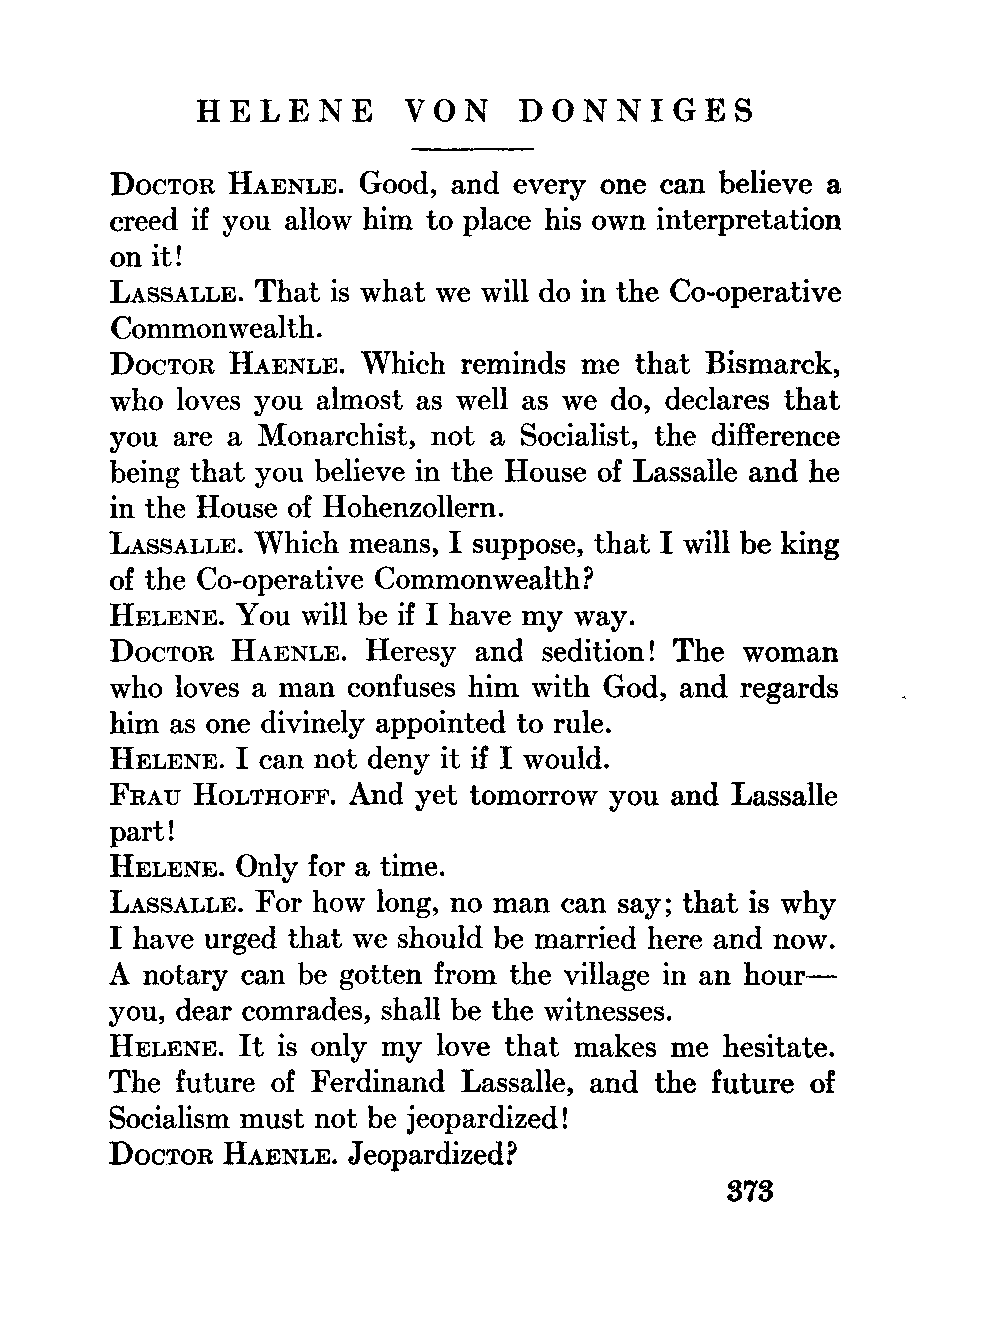 HELENE VON DONNIGES
DOCTOR HAENLE. Good, and every one can believe a
creed if you allow him to place his own interpretation
on it!
LASSALLE. That is what we will do in the Co-operative
Commonwealth.
DOCTOR HAENLE. Which reminds me that Bismarck,
who loves you almost as well as we do, declares that
you are a Monarchist, not a Socialist, the difference
being that you believe in the House of Lassalle and he
in the House of Hohenzollern.
LASSALLE. Which means, I suppose, that I will be king
of the Co-operative Commonwealth?
HELENE. You will be if I have my way.
DOCTOR HAENLE. Heresy and sedition! The woman
who loves a man confuses him with God, and regards
him as one divinely appointed to rule.
HELENE. I can not deny it if I would.
FRAU HOLTHOFF. And yet tomorrow you and Lassalle
part!
HELENE. Only for a time.
LASSALLE. For how long, no man can say; that is why
I have urged that we should be married here and now.
A notary can be gotten from the village in an hour—
you, dear comrades, shall be the witnesses.
HELENE. It is only my love that makes me hesitate.
The future of Ferdinand Lassalle, and the future of
Socialism must not be jeopardized!
DOCTOR HAENLE. Jeopardized?
373